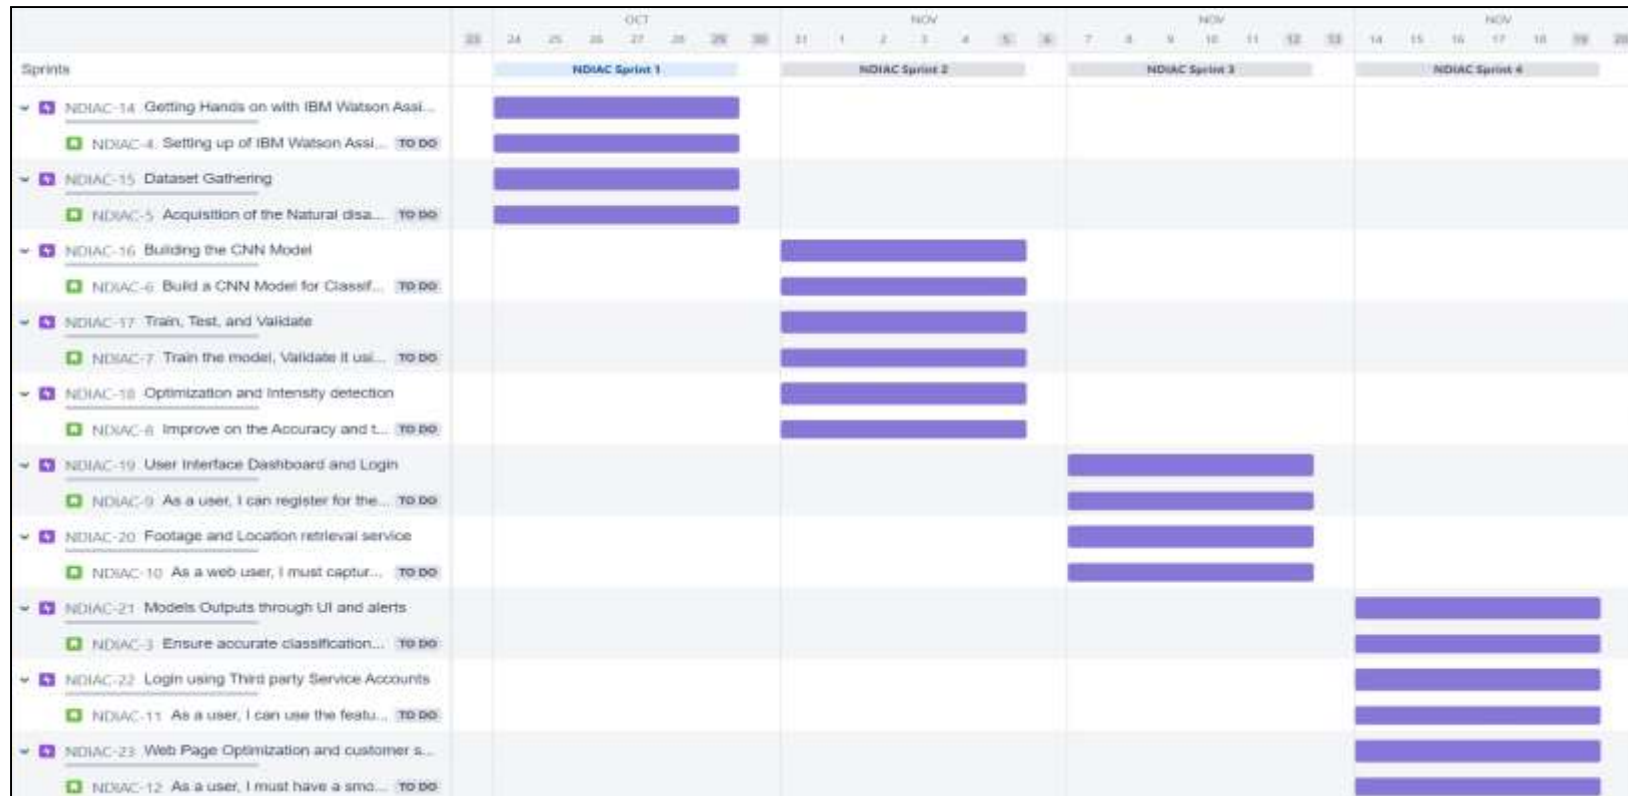 OCT NOV NOV NOV
23 24 25 26 27 28 29 30 31 1 2 3 4 5 6 7 8 9 10 11 12 13 14 15 16 17 18 19 20
Sprints NDIAC Sprint 1 NDIAC Sprint 2 NDIAC Sprint 3 NDIAC Sprint 4
NDIAC-14 Getting Hands on with IBM Watson Assi...
NDIAC-4 Setting up of IBM Watson Assi... TO DO
NDIAC-15 Dataset Gathering
NDIAC-5 Acquisition of the Natural disa... TO DO
NDIAC-16 Building the CNN Model
NDIAC-6 Build a CNN Model for Classif... TO DO
NDIAC-17 Train, Test, and Validate
NDIAC-7 Train the model, Validate it usi... TO DO
NDIAC-18 Optimization and Intensity detection
NDIAC-8 Improve on the Accuracy and t... TO DO
NDIAC-19 User Interface Dashboard and Login
NDIAC-9 As a user, I can register for the... TO DO
NDIAC-20 Footage and Location retrieval service
NDIAC-10 As a web user, I must captur... TO DO
NDIAC-21 Models Outputs through UI and alerts
NDIAC-3 Ensure accurate classification... TO DO
NDIAC-22 Login using Third party Service Accounts
NDIAC-11 As a user, I can use the featu... TO DO
NDIAC-23 Web Page Optimization and customer s...
NDIAC-12 As a user, I must have a smo... TO DO